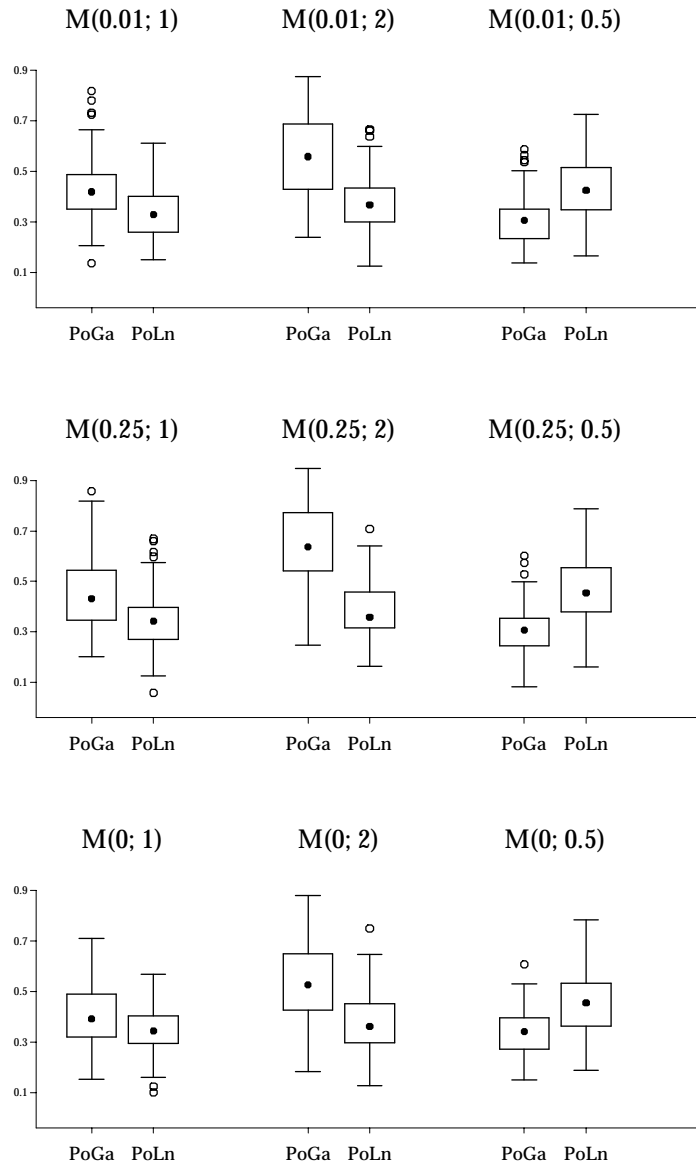 M(0.01; 1) M(0.01; 2) M(0.01; 0.5)
0.9
0.7
0.5
0.3
0.1
PoGa PoLn PoGa PoLn PoGa PoLn
M(0.25; 1) M(0.25; 2) M(0.25; 0.5)
0.9
0.7
0.5
0.3
0.1
PoGa PoLn PoGa PoLn PoGa PoLn
M(0; 1) M(0; 2) M(0; 0.5)
0.9
0.7
0.5
0.3
0.1
PoGa PoLn PoGa PoLn PoGa PoLn